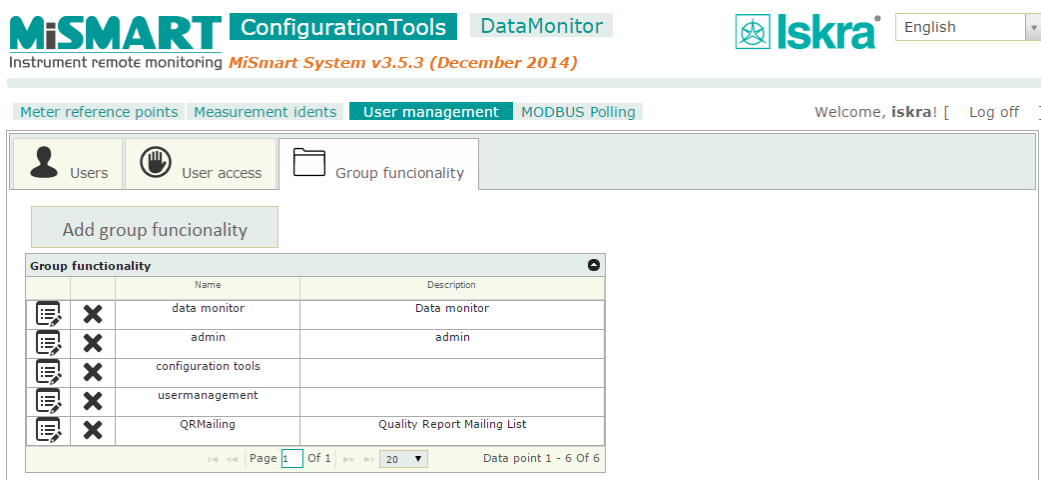 MiSMART ConfigurationTools DataMonitor Iskra® English
Instrument remote monitoring MiSmart System v3.5.3 (December 2014)
Meter reference points Measurement idents User management MODBUS Polling Welcome, iskra! [ Log off ]
Users User access Group funcionality
Add group funcionality
Group functionality
Name Description
data monitor Data monitor
admin admin
configuration tools
usermanagement
QRMailing Quality Report Mailing List
Page 1 Of 1 20 Data point 1 - 6 Of 6